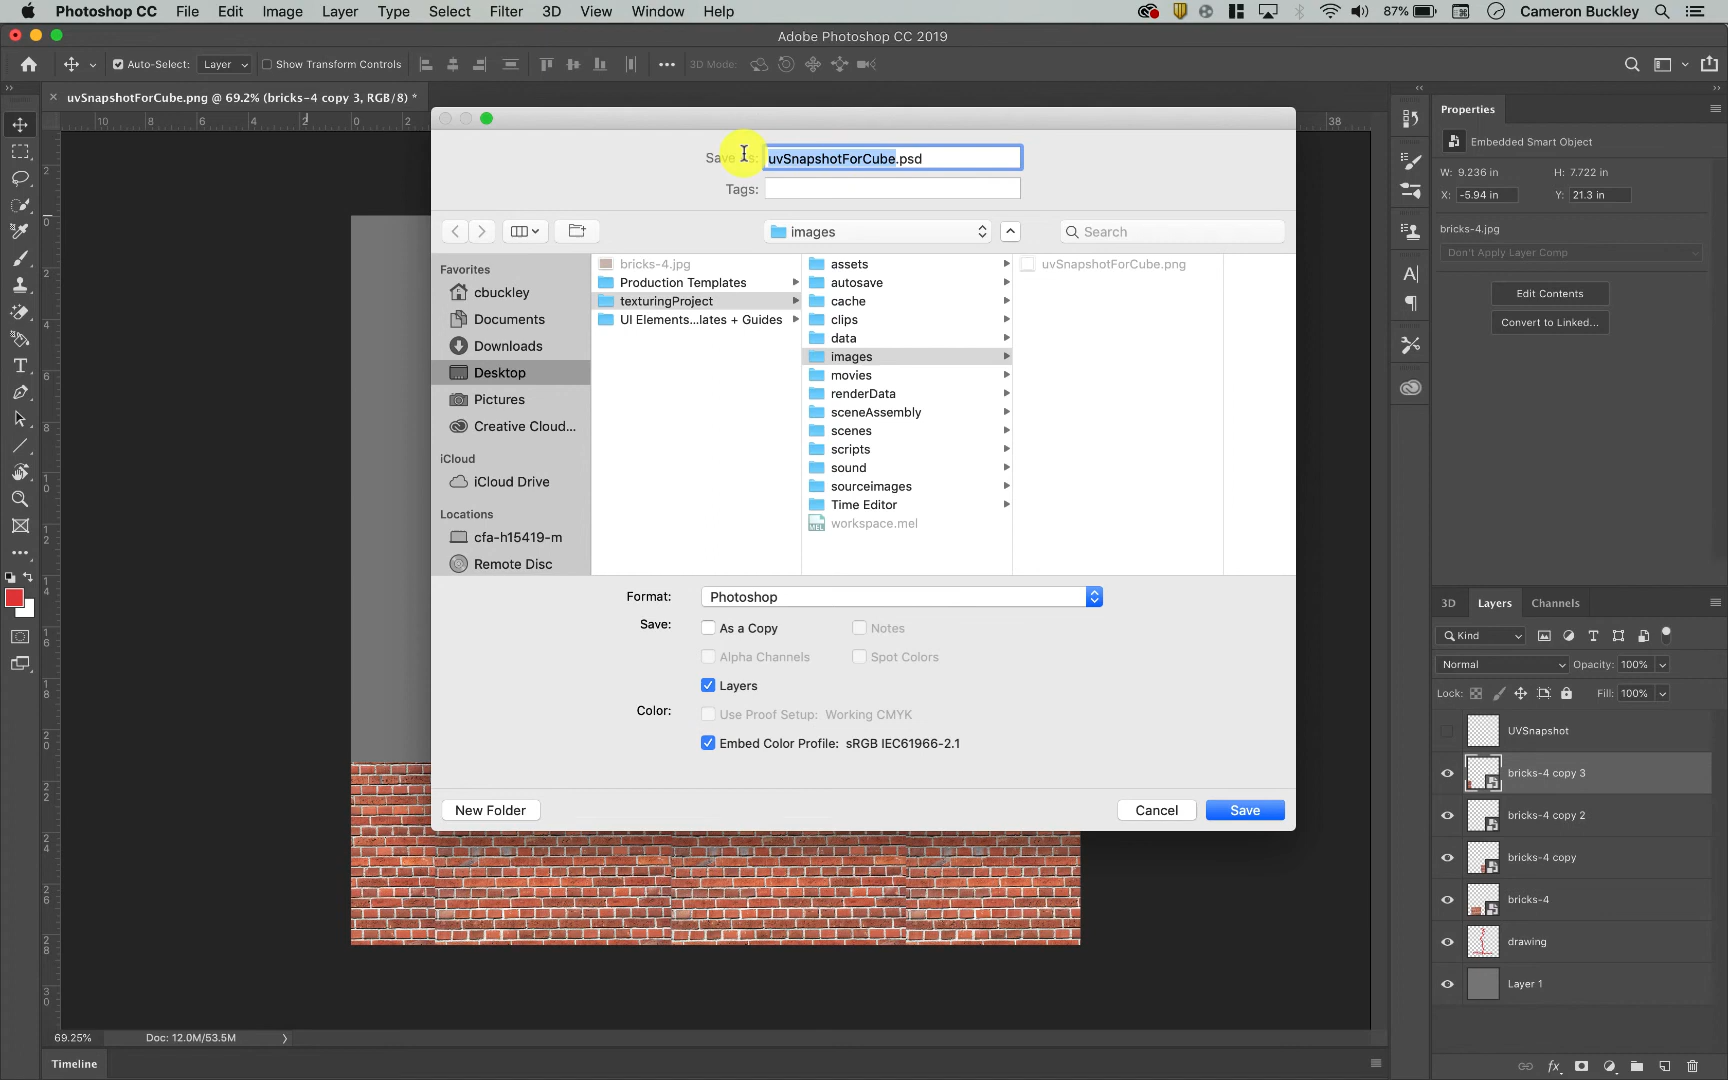 Photoshop CC File Edit Image Layer Type Select Filter 3D View Window Help 87% Cameron Buckley
Adobe Photoshop CC 2019
Auto-Select: Layer Show Transform Controls 3D Mode:
uvSnapshotForCube.png @ 69.2% (bricks-4 copy 3, RGB/8) *
10 8 6 0 2 38
Save As: uvSnapshotForCube.psd
Tags:
images
Search
Favorites
cbuckley
Documents
Downloads
Desktop
Pictures
Creative Cloud...
iCloud
iCloud Drive
Locations
cfa-h15419-m
Remote Disc
bricks-4.jpg
Production Templates
texturingProject
UI Elements...lates + Guides
assets
autosave
cache
clips
data
images
movies
renderData
sceneAssembly
scenes
scripts
sound
sourceimages
Time Editor
workspace.mel
uvSnapshotForCube.png
Format: Photoshop
Save: As a Copy Notes
Alpha Channels Spot Colors
Layers
Color: Use Proof Setup: Working CMYK
Embed Color Profile: sRGB IEC61966-2.1
New Folder Cancel Save
Properties
Embedded Smart Object
W: 9.236 in H: 7.722 in
X: -5.94 in Y: 21.3 in
bricks-4.jpg
Don't Apply Layer Comp
Edit Contents
Convert to Linked...
3D Layers Channels
Kind
Normal Opacity: 100%
Lock: Fill: 100%
UVSnapshot
bricks-4 copy 3
bricks-4 copy 2
bricks-4 copy
bricks-4
drawing
Layer 1
69.25% Doc: 12.0M/53.5M
Timeline